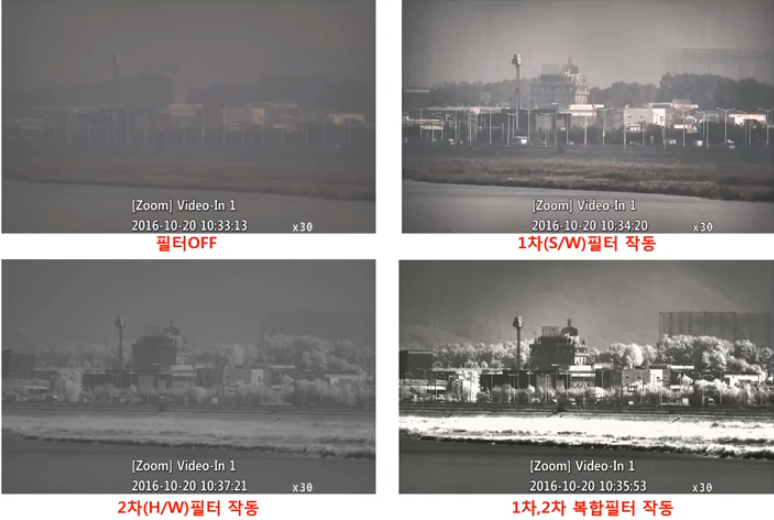 [Zoom] Video-In 1
2016-10-20 10:33:13 x30
필터OFF
[Zoom] Video-In 1
2016-10-20 10:34:20 x30
1차(S/W)필터 작동
[Zoom] Video-In 1
2016-10-20 10:37:21 x30
2차(H/W)필터 작동
[Zoom] Video-In 1
2016-10-20 10:35:53 x30
1차,2차 복합필터 작동